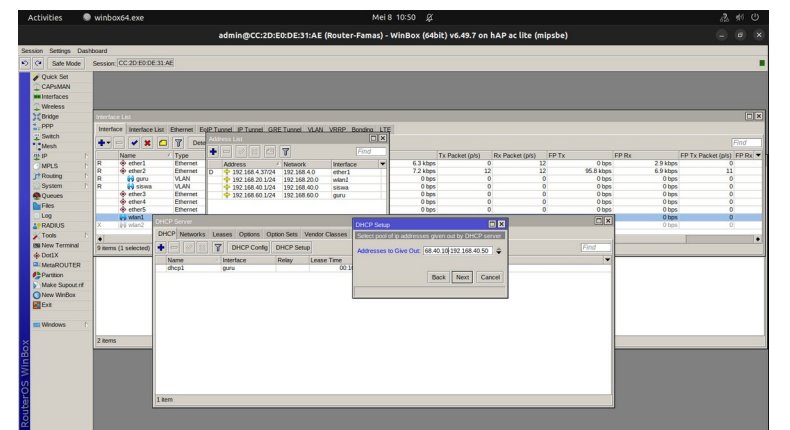 Activities winbox64.exe Mei 8 10:50
admin@CC:2D:E0:DE:31:AE (Router-Famas) - WinBox (64bit) v6.49.7 on hAP ac lite (mipsbe)
Session Settings Dashboard
Safe Mode Session: CC:2D:E0:DE:31:AE
Quick Set
CAPsMAN
Interfaces
Wireless
Bridge
PPP
Switch
Mesh
IP
MPLS
Routing
System
Queues
Files
Log
RADIUS
Tools
New Terminal
Dot1X
MetaROUTER
Partition
Make Supout.rif
New WinBox
Exit
Windows
RouterOS WinBox
Interface List
Interface Interface List Ethernet EoIP Tunnel IP Tunnel GRE Tunnel VLAN VRRP Bonding LTE
Find
Name Type Tx Packet (p/s) Rx Packet (p/s) FP Tx FP Rx FP Tx Packet (p/s) FP Rx
R ether1 Ethernet 6.3 kbps 0 12 0 bps 2.9 kbps 0
R ether2 Ethernet 7.2 kbps 12 12 95.8 kbps 6.9 kbps 11
R guru VLAN 0 bps 0 0 0 bps 0 bps 0
R siswa VLAN 0 bps 0 0 0 bps 0 bps 0
ether3 Ethernet 0 bps 0 0 0 bps 0 bps 0
ether4 Ethernet 0 bps 0 0 0 bps 0 bps 0
ether5 Ethernet 0 bps 0 0 0 bps 0 bps 0
wlan1 0 bps 0
X wlan2 0 bps 0
9 items (1 selected)
Address List
Find
Address Network Interface
D 192.168.4.37/24 192.168.4.0 ether1
192.168.20.1/24 192.168.20.0 wlan1
192.168.40.1/24 192.168.40.0 siswa
192.168.60.1/24 192.168.60.0 guru
DHCP Server
DHCP Networks Leases Options Option Sets Vendor Classes
DHCP Config DHCP Setup
Find
Name Interface Relay Lease Time
dhcp1 guru
1 item
DHCP Setup
Select pool of ip addresses given out by DHCP server
Addresses to Give Out: 68.40.10-192.168.40.50
Back Next Cancel
2 items